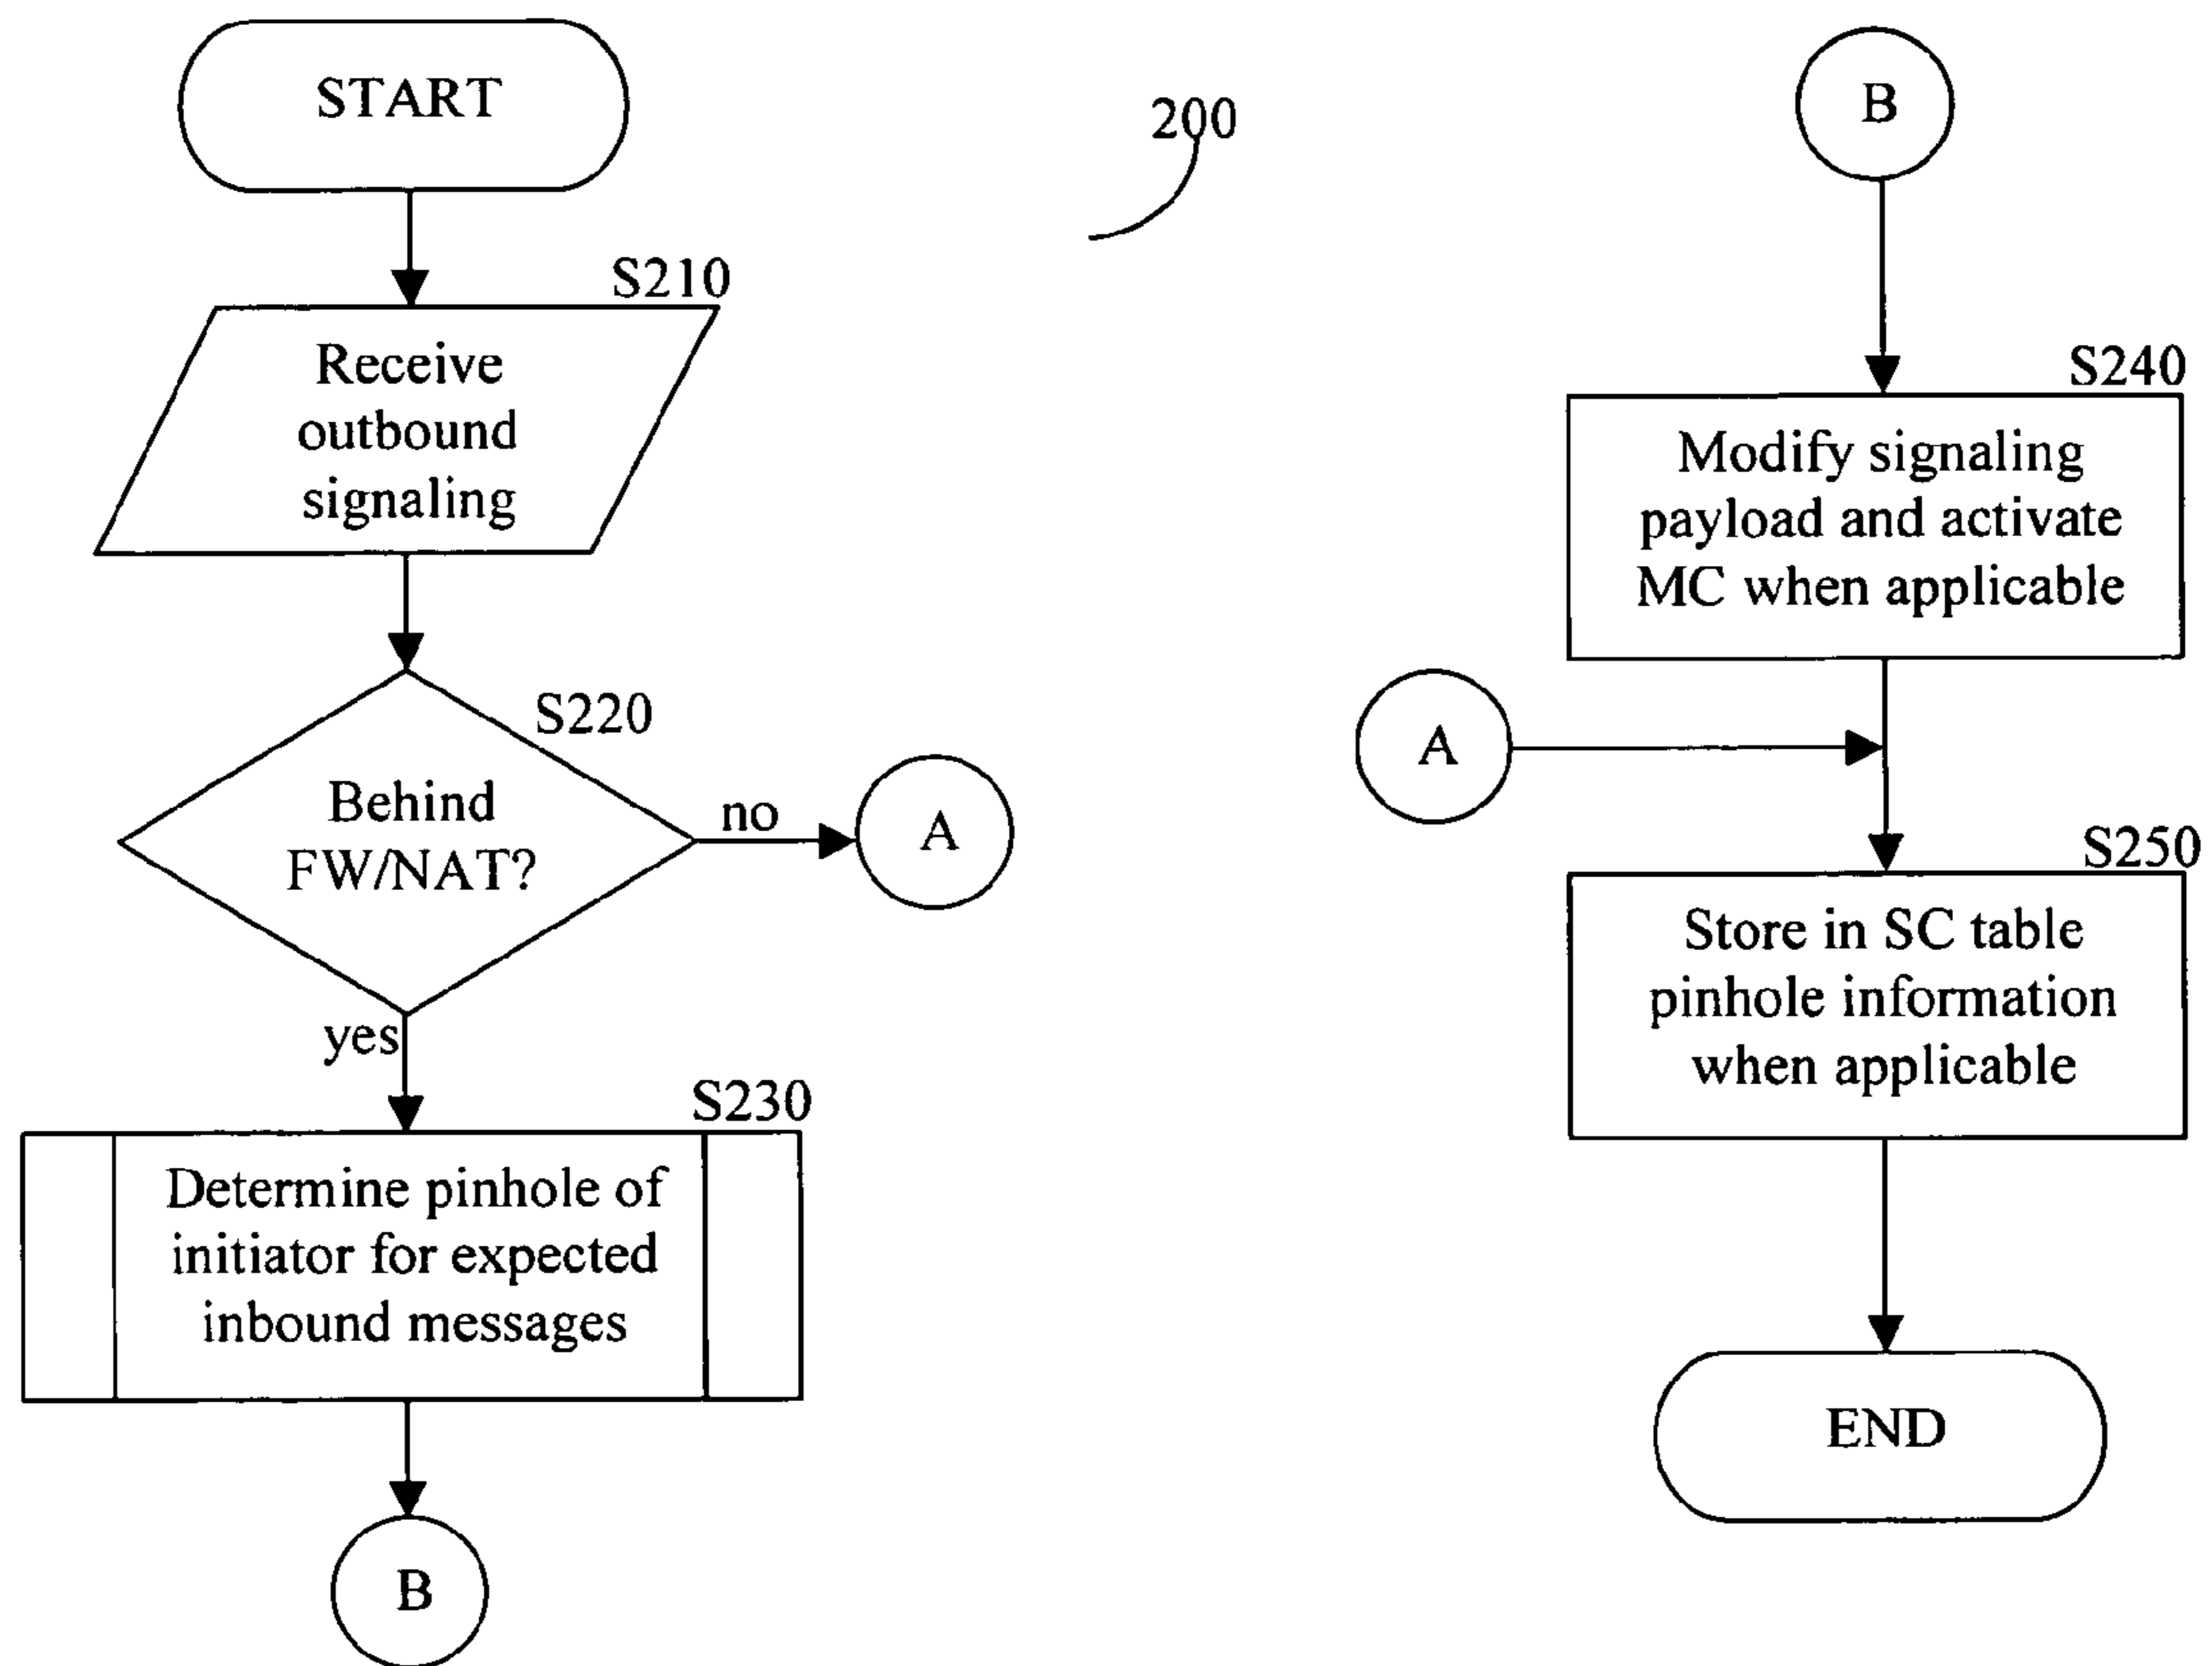 START
200
S210
Receive
outbound
signaling
S220
Behind
FW/NAT?
no
A
yes
S230
Determine pinhole of
initiator for expected
inbound messages
B
B
S240
Modify signaling
payload and activate
MC when applicable
A
S250
Store in SC table
pinhole information
when applicable
END